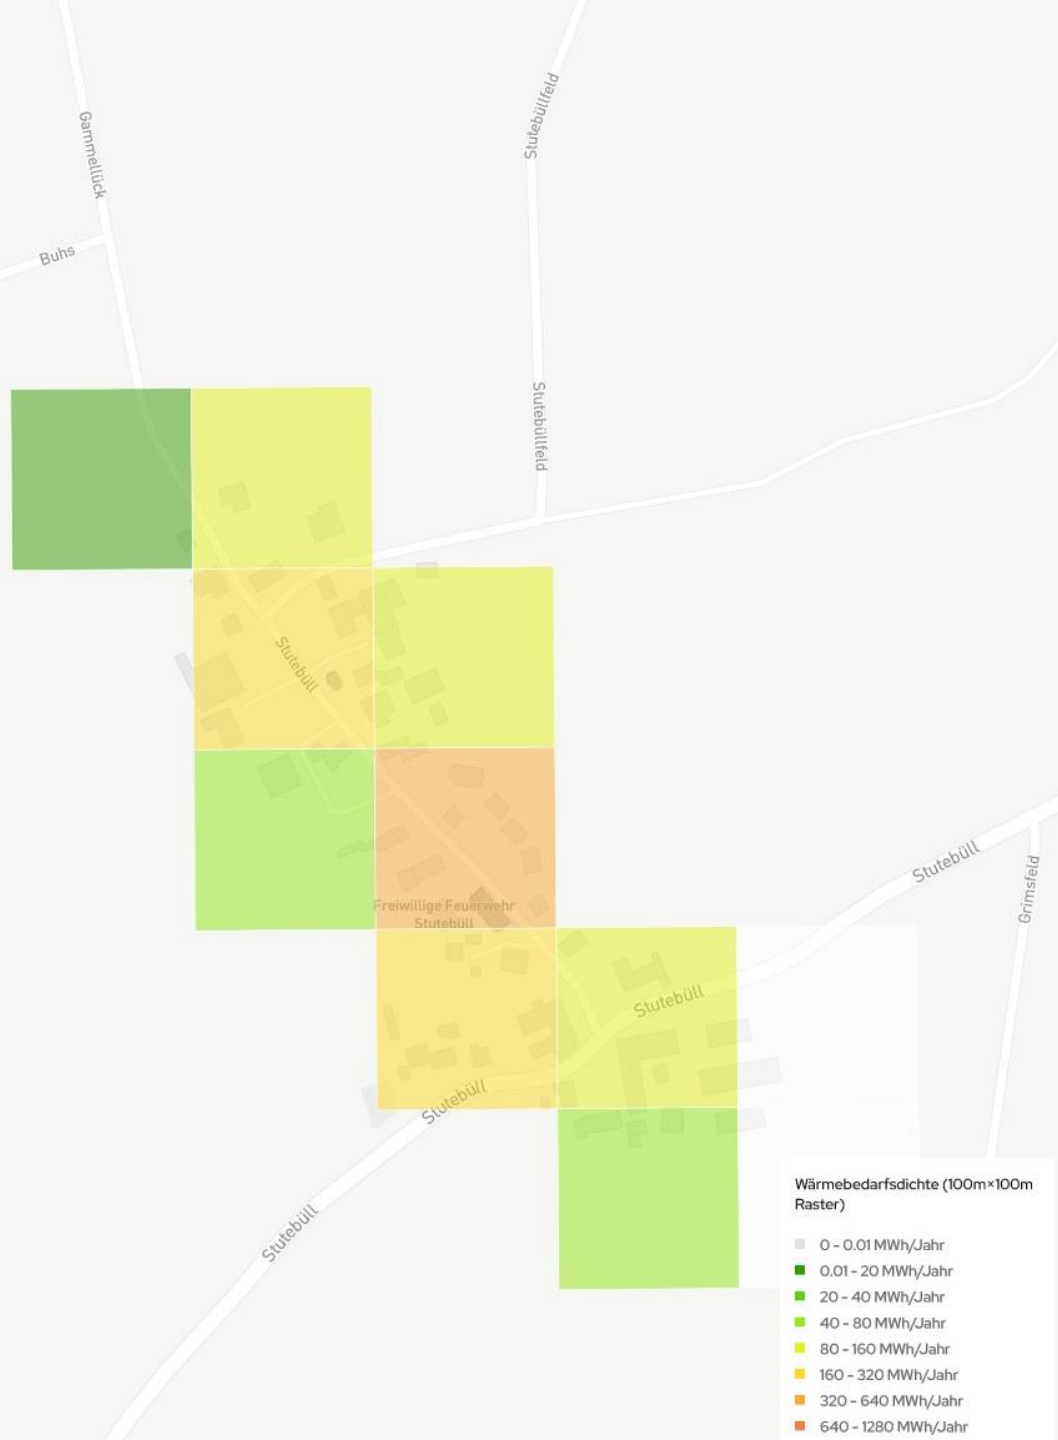 Stutebüllfeld
Gammellück
Buhs
Stutebüllfeld
Stutebüll
Stutebüll
Grimsfeld
Freiwillige Feuerwehr
Stutebüll
Stutebüll
Stutebüll
Stutebüll
Wärmebedarfsdichte (100m×100m
Raster)
0 - 0.01 MWh/Jahr
0.01 - 20 MWh/Jahr
20 - 40 MWh/Jahr
40 - 80 MWh/Jahr
80 - 160 MWh/Jahr
160 - 320 MWh/Jahr
320 - 640 MWh/Jahr
640 - 1280 MWh/Jahr